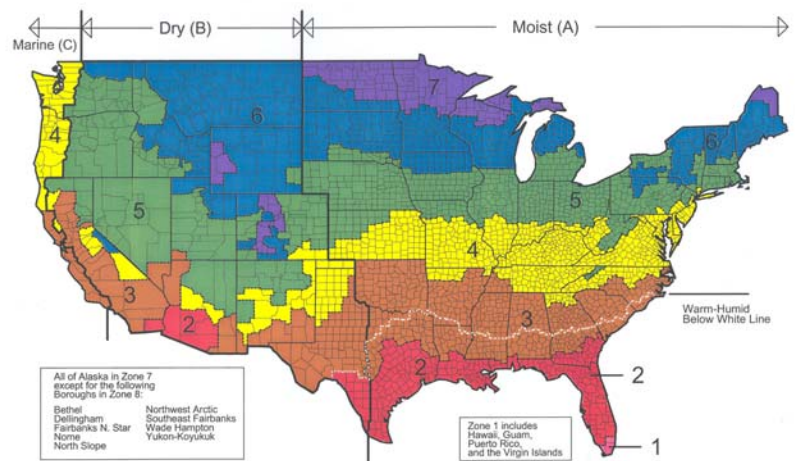 Marine (C)
Dry (B)
Moist (A)
7
6
6
4
5
5
4
3
3
2
2
Warm-Humid
Below White Line
2
1
All of Alaska in Zone 7
except for the following
Boroughs in Zone 8:
Bethel
Dellingham
Fairbanks N. Star
Nome
North Slope
Northwest Arctic
Southeast Fairbanks
Wade Hampton
Yukon-Koyukuk
Zone 1 includes
Hawaii, Guam,
Puerto Rico,
and the Virgin Islands